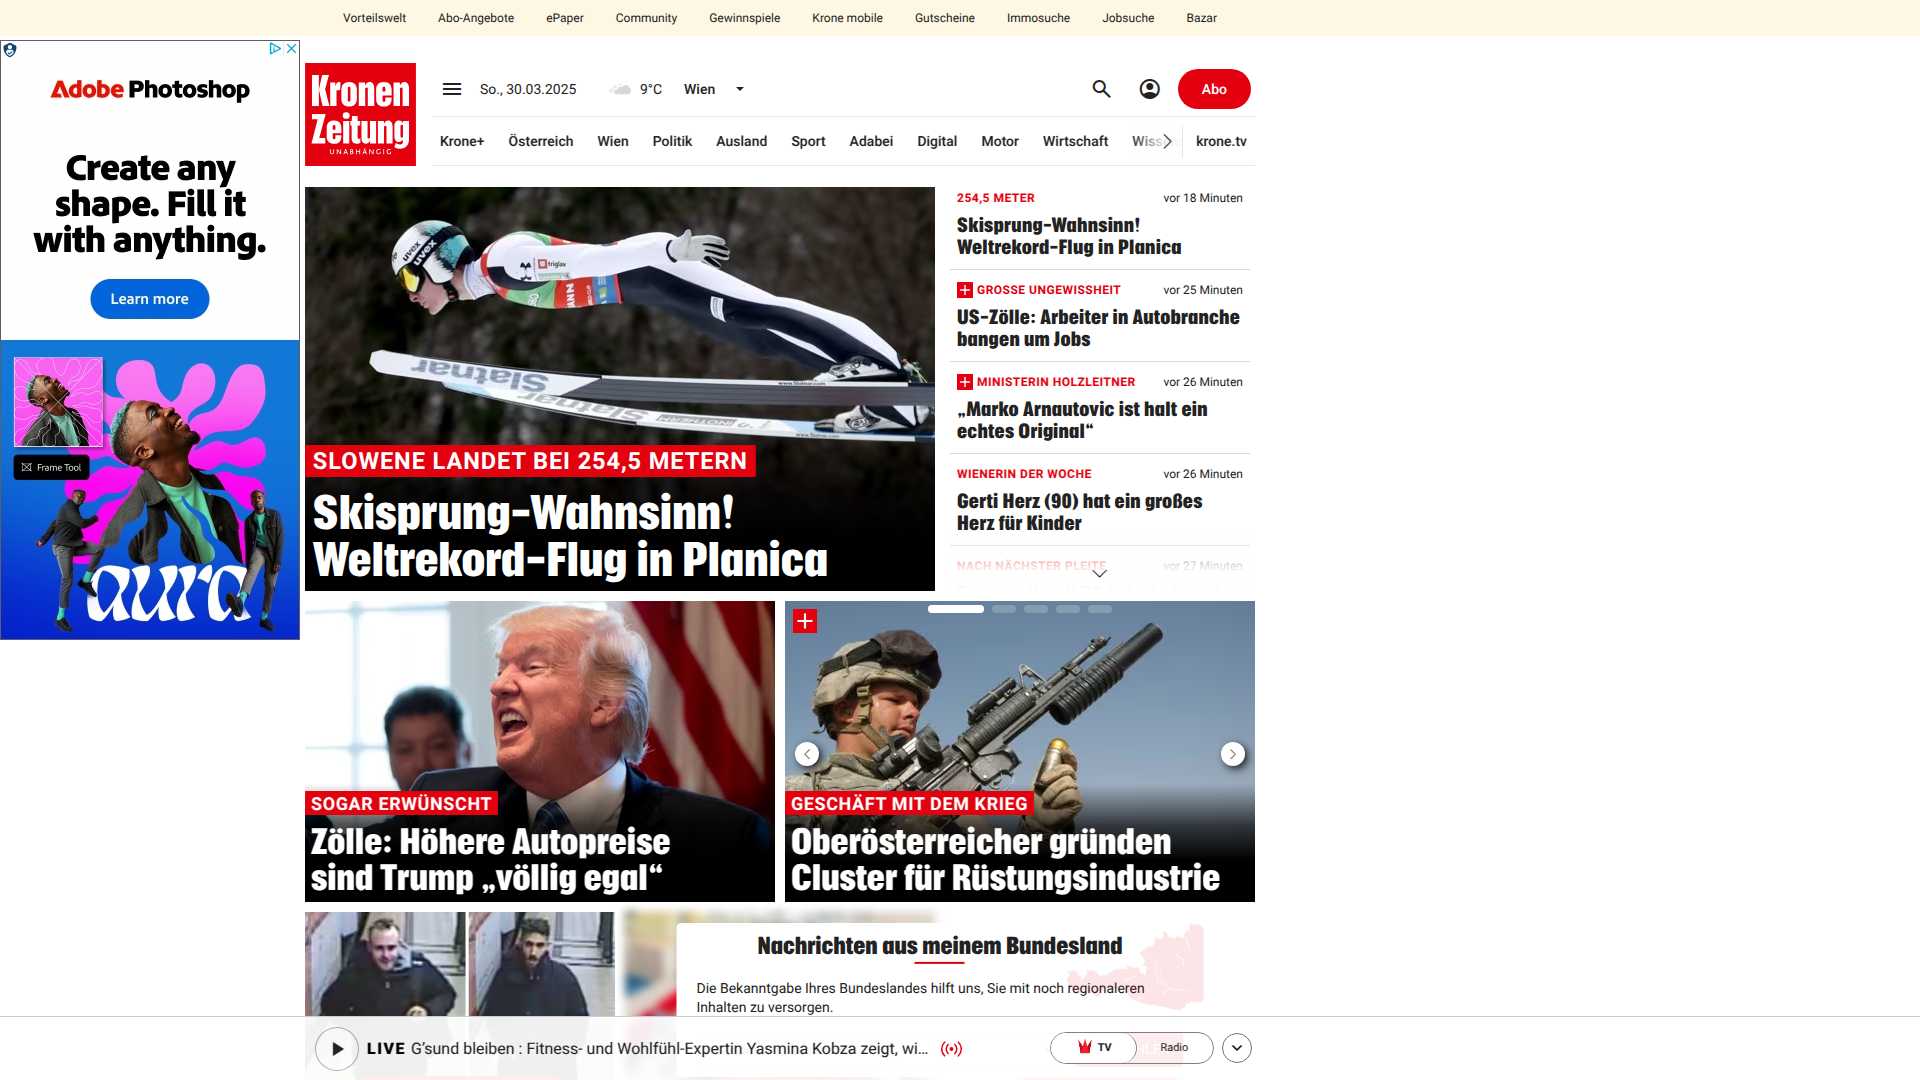 Vorteilswelt Abo-Angebote ePaper Community Gewinnspiele Krone mobile Gutscheine Immosuche Jobsuche Bazar
Adobe Photoshop
Create any
shape. Fill it
with anything.
Learn more
Frame Tool
aura
Kronen
Zeitung
UNABHÄNGIG
So., 30.03.2025 9°C Wien
Abo
Krone+ Österreich Wien Politik Ausland Sport Adabei Digital Motor Wirtschaft Wiss krone.tv
uvex
triglav
Slatnar
Slatnar
SLOWENE LANDET BEI 254,5 METERN
Skisprung-Wahnsinn!
Weltrekord-Flug in Planica
254,5 METER vor 18 Minuten
Skisprung-Wahnsinn!
Weltrekord-Flug in Planica
GROSSE UNGEWISSHEIT vor 25 Minuten
US-Zölle: Arbeiter in Autobranche
bangen um Jobs
MINISTERIN HOLZLEITNER vor 26 Minuten
„Marko Arnautovic ist halt ein
echtes Original“
WIENERIN DER WOCHE vor 26 Minuten
Gerti Herz (90) hat ein großes
Herz für Kinder
NACH NÄCHSTER PLEITE vor 27 Minuten
SOGAR ERWÜNSCHT
Zölle: Höhere Autopreise
sind Trump „völlig egal“
GESCHÄFT MIT DEM KRIEG
Oberösterreicher gründen
Cluster für Rüstungsindustrie
Nachrichten aus meinem Bundesland
Die Bekanntgabe Ihres Bundeslandes hilft uns, Sie mit noch regionaleren
Inhalten zu versorgen.
LIVE G’sund bleiben : Fitness- und Wohlfühl-Expertin Yasmina Kobza zeigt, wi...
TV Radio